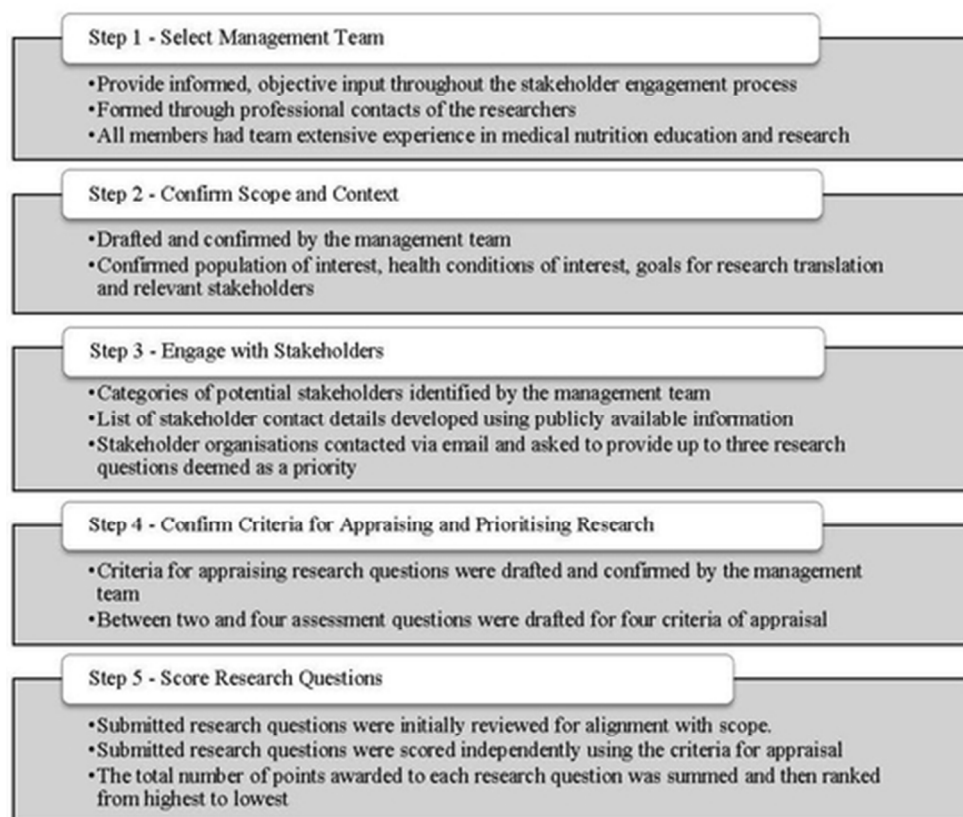 Step 1 - Select Management Team
•Provide informed, objective input throughout the stakeholder engagement process
•Formed through professional contacts of the researchers
•All members had team extensive experience in medical nutrition education and research
Step 2 - Confirm Scope and Context
•Drafted and confirmed by the management team
•Confirmed population of interest, health conditions of interest, goals for research translation
and relevant stakeholders
Step 3 - Engage with Stakeholders
•Categories of potential stakeholders identified by the management team
•List of stakeholder contact details developed using publicly available information
•Stakeholder organisations contacted via email and asked to provide up to three research
questions deemed as a priority
Step 4 - Confirm Criteria for Appraising and Prioritising Research
•Criteria for appraising research questions were drafted and confirmed by the management
team
•Between two and four assessment questions were drafted for four criteria of appraisal
Step 5 - Score Research Questions
•Submitted research questions were initially reviewed for alignment with scope.
•Submitted research questions were scored independently using the criteria for appraisal
•The total number of points awarded to each research question was summed and then ranked
from highest to lowest